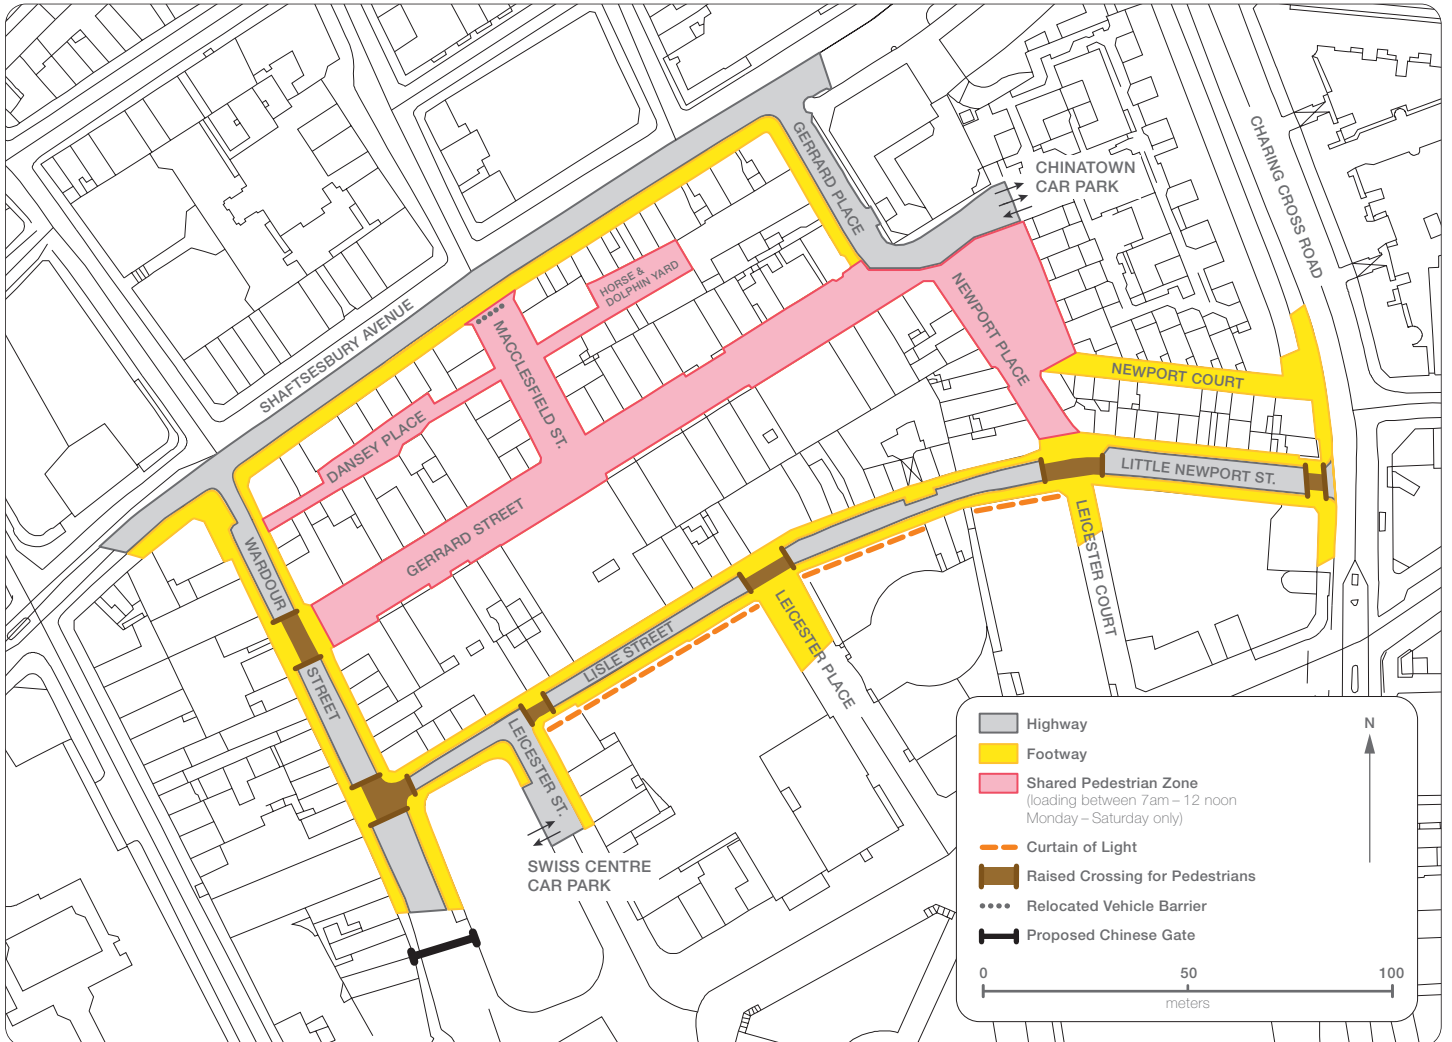 CHARING CROSS ROAD
GERRARD PLACE
CHINATOWN
CAR PARK
HORSE &
DOLPHIN YARD
NEWPORT PLACE
SHAFTSESBURY AVENUE
MACCLESFIELD ST.
NEWPORT COURT
DANSEY PLACE
LITTLE NEWPORT ST.
GERRARD STREET
WARDOUR
STREET
LEICESTER COURT
LISLE STREET
LEICESTER PLACE
LEICESTER ST.
SWISS CENTRE
CAR PARK
Highway
N
Footway
Shared Pedestrian Zone
(loading between 7am – 12 noon
Monday – Saturday only)
Curtain of Light
Raised Crossing for Pedestrians
Relocated Vehicle Barrier
Proposed Chinese Gate
0 50 100
meters